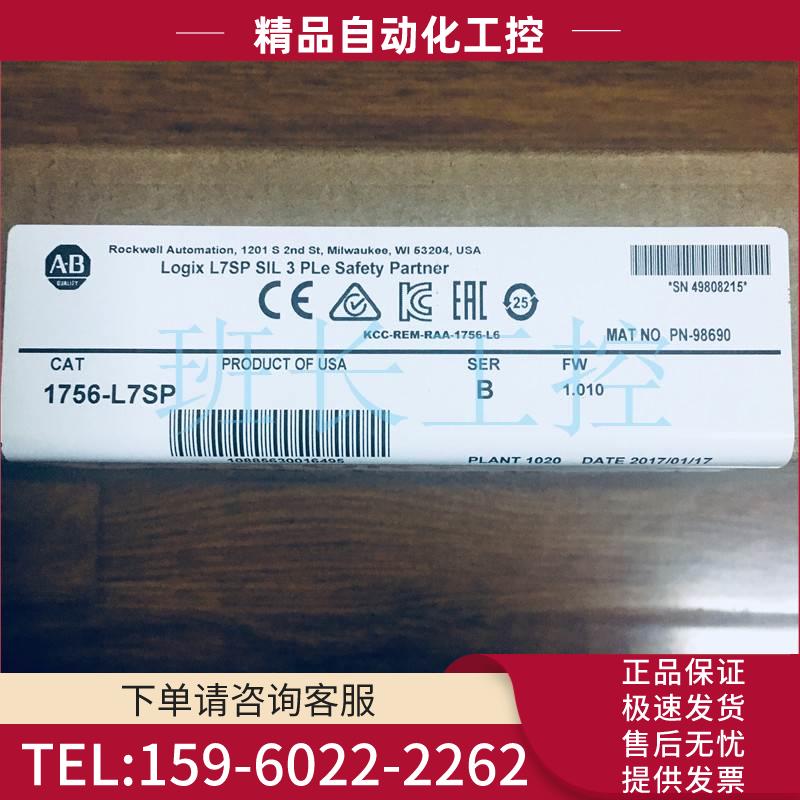 精品自动化工控
Rockwell Automation, 1201 S 2nd St, Milwaukee, WI 53204, USA
Logix L7SP SIL 3 PLe Safety Partner
A·B
QUALITY
*SN 49808215*
25
KCC-REM-RAA-1756-L6
MAT NO PN-98690
CAT PRODUCT OF USA SER FW
1756-L7SP B 1.010
班长工控
10885630016495
PLANT 1020 DATE 2017/01/17
下单请咨询客服
TEL:159-6022-2262
正品保证
极速发货
售后无忧
提供发票